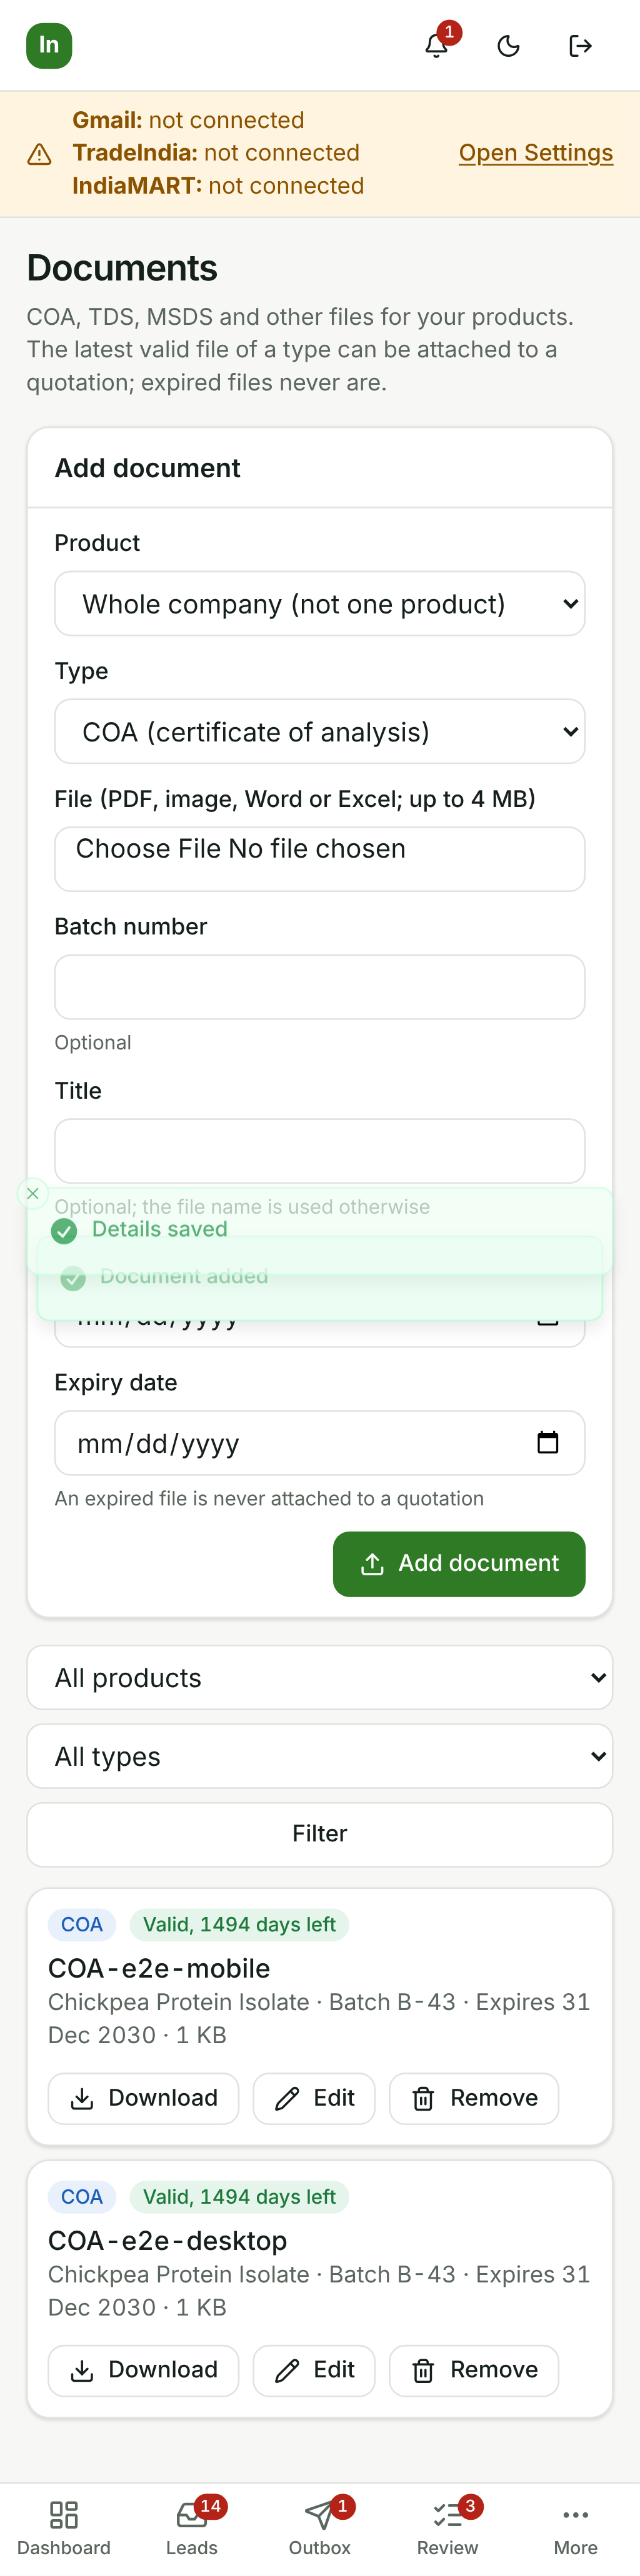 In
1
Gmail: not connected
TradeIndia: not connected
IndiaMART: not connected
Open Settings
Documents
COA, TDS, MSDS and other files for your products.
The latest valid file of a type can be attached to a
quotation; expired files never are.
Add document
Product
Whole company (not one product)
Type
COA (certificate of analysis)
File (PDF, image, Word or Excel; up to 4 MB)
Choose File No file chosen
Batch number
Optional
Title
Optional; the file name is used otherwise
Details saved
Document added
mm/dd/yyyy
Expiry date
mm/dd/yyyy
An expired file is never attached to a quotation
Add document
All products
All types
Filter
COA Valid, 1494 days left
COA-e2e-mobile
Chickpea Protein Isolate · Batch B-43 · Expires 31
Dec 2030 · 1 KB
Download Edit Remove
COA Valid, 1494 days left
COA-e2e-desktop
Chickpea Protein Isolate · Batch B-43 · Expires 31
Dec 2030 · 1 KB
Download Edit Remove
14 1 3
Dashboard Leads Outbox Review More